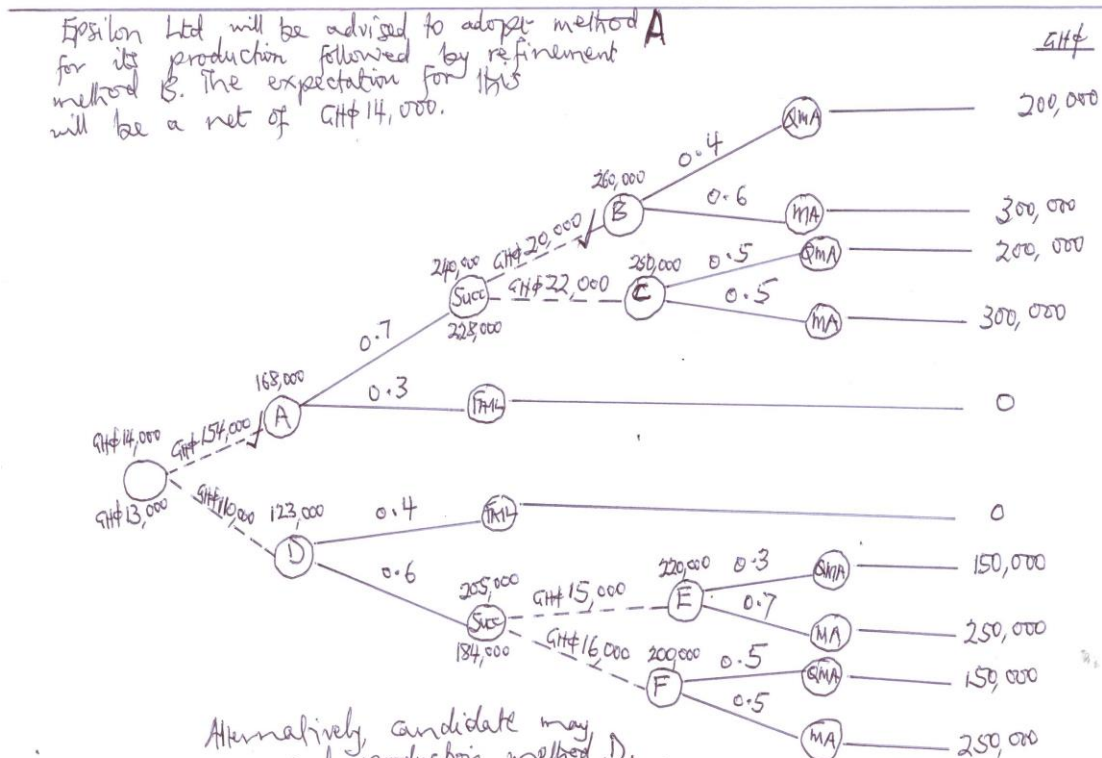 Epsilon Ltd will be advised to adopt method A
for its production followed by refinement
method B. The expectation for this
will be a net of GH¢14,000.
GH¢
QMA
200,000
0.4
260,000
B
0.6
MA
300,000
GH¢20,000
240,000
Succ
228,000
GH¢22,000
250,000
C
0.5
QMA
200,000
0.5
MA
300,000
0.7
168,000
A
0.3
FAIL
0
GH¢14,000
GH¢154,000
GH¢13,000
GH¢110,000
123,000
D
0.4
FAIL
0
0.6
205,000
Succ
184,000
GH¢15,000
220,000
E
0.3
QMA
150,000
0.7
MA
250,000
GH¢16,000
200,000
F
0.5
QMA
150,000
0.5
MA
250,000
Alternatively, candidate may
production method D.